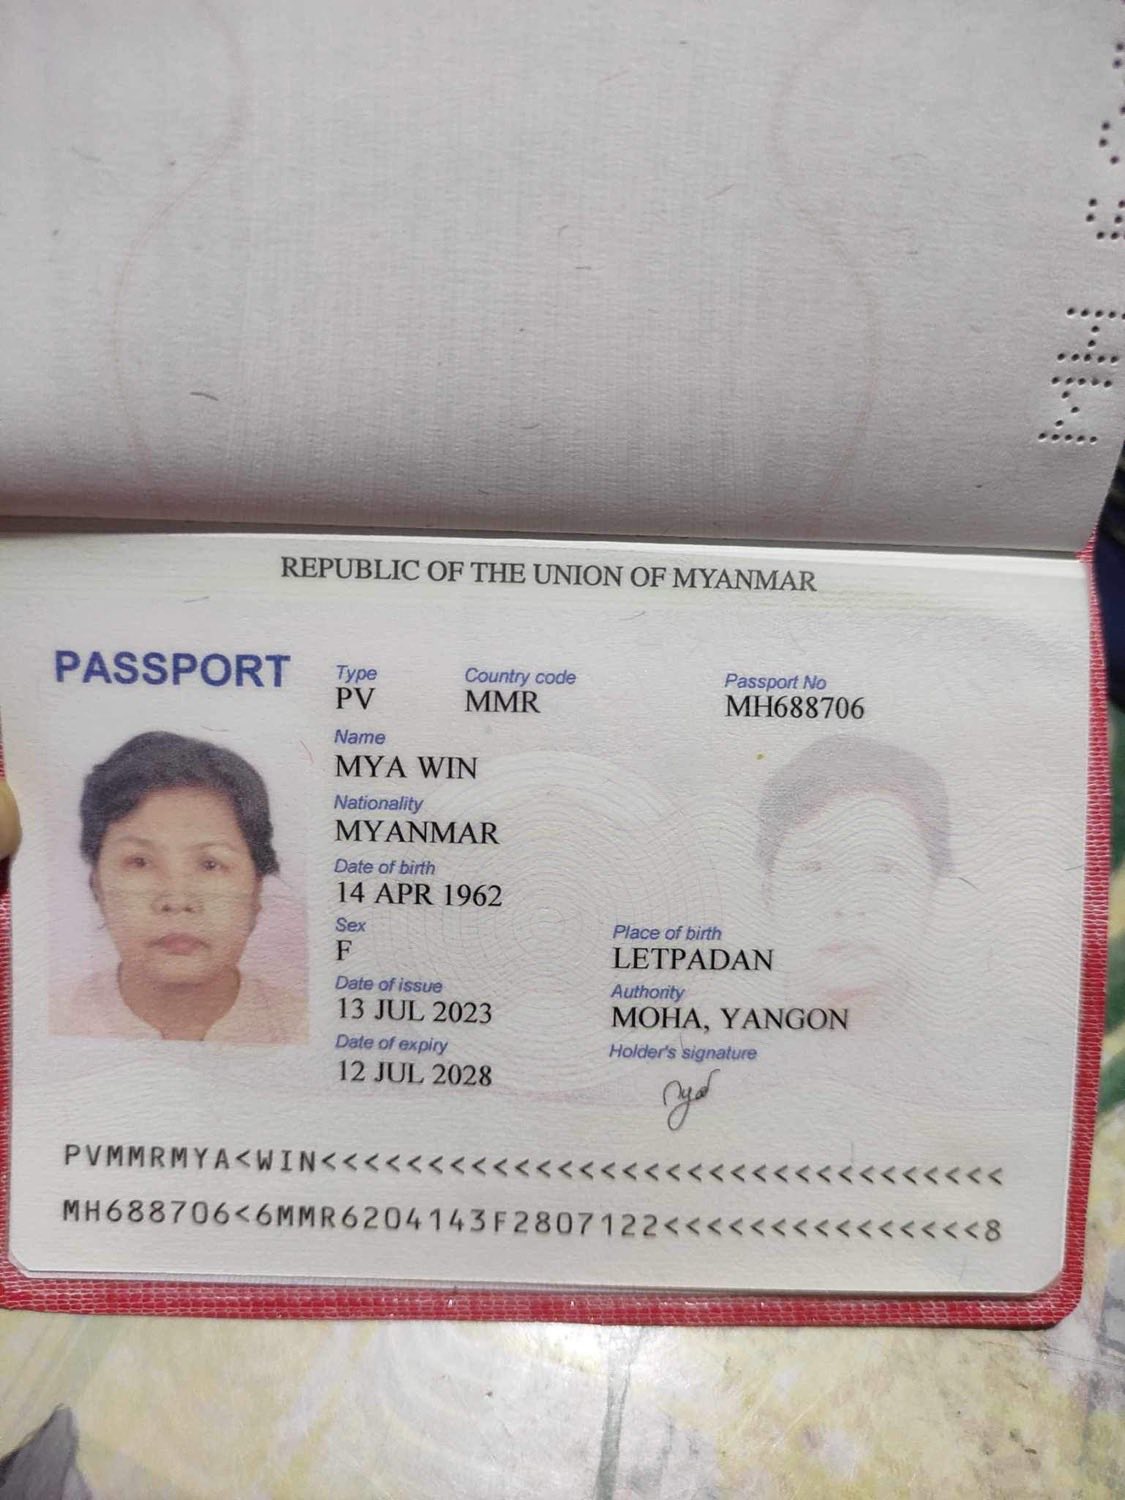 MH
REPUBLIC OF THE UNION OF MYANMAR
PASSPORT
Type Country code Passport No
PV MMR MH688706
Name
MYA WIN
Nationality
MYANMAR
Date of birth
14 APR 1962
Sex Place of birth
F LETPADAN
Date of issue Authority
13 JUL 2023 MOHA, YANGON
Date of expiry Holder's signature
12 JUL 2028
PVMMRMYA<WIN<<<<<<<<<<<<<<<<<<<<<<<<<<<<<<<<
MH688706<6MMR6204143F2807122<<<<<<<<<<<<<<<8